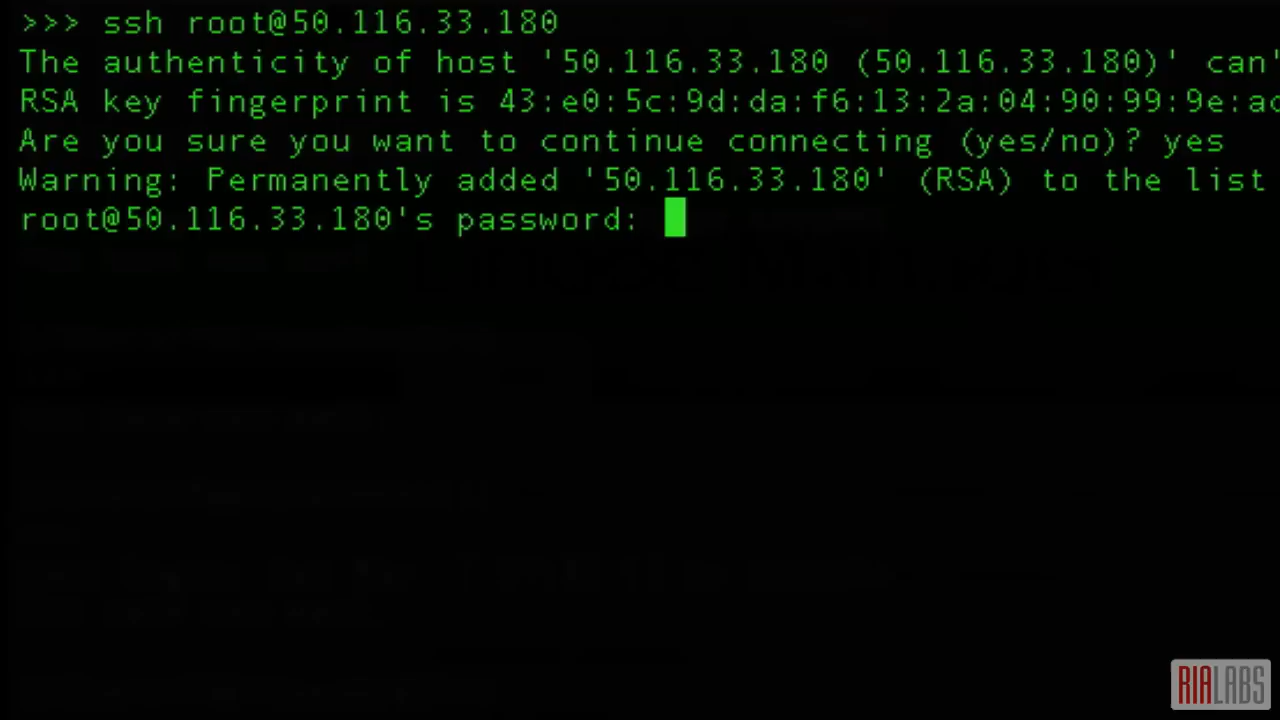 >>> ssh root@50.116.33.180
The authenticity of host '50.116.33.180 (50.116.33.180)' can'
RSA key fingerprint is 43:e0:5c:9d:da:f6:13:2a:04:90:99:9e:ac
Are you sure you want to continue connecting (yes/no)? yes
Warning: Permanently added '50.116.33.180' (RSA) to the list
root@50.116.33.180's password:
RIALABS